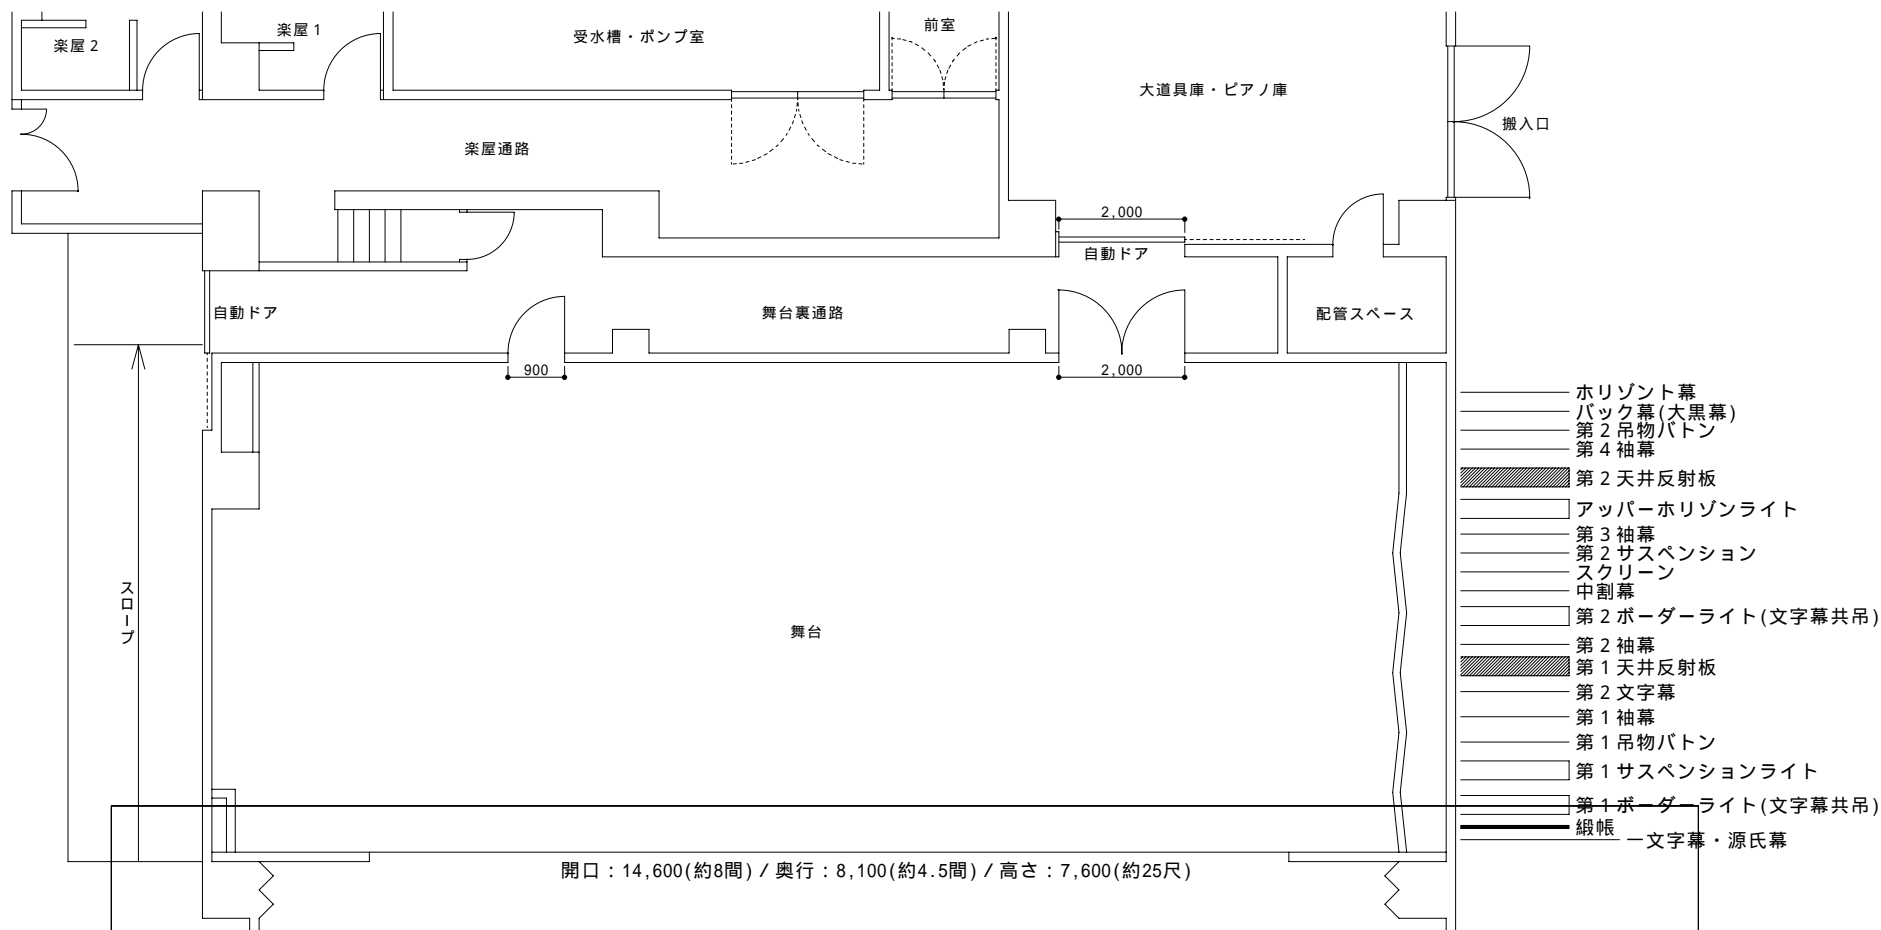 楽屋２
楽屋１
受水槽・ポンプ室
前室
大道具庫・ピアノ庫
搬入口
楽屋通路
2,000
自動ドア
自動ドア
舞台裏通路
配管スペース
900
2,000
スロープ
舞台
ホリゾント幕
バック幕(大黒幕)
第２吊物バトン
第４袖幕
第２天井反射板
アッパーホリゾンライト
第３袖幕
第２サスペンション
スクリーン
中割幕
第２ボーダーライト(文字幕共吊)
第２袖幕
第１天井反射板
第２文字幕
第１袖幕
第１吊物バトン
第１サスペンションライト
第１ボーダーライト(文字幕共吊)
緞帳
一文字幕・源氏幕
開口：14,600(約8間) / 奥行：8,100(約4.5間) / 高さ：7,600(約25尺)